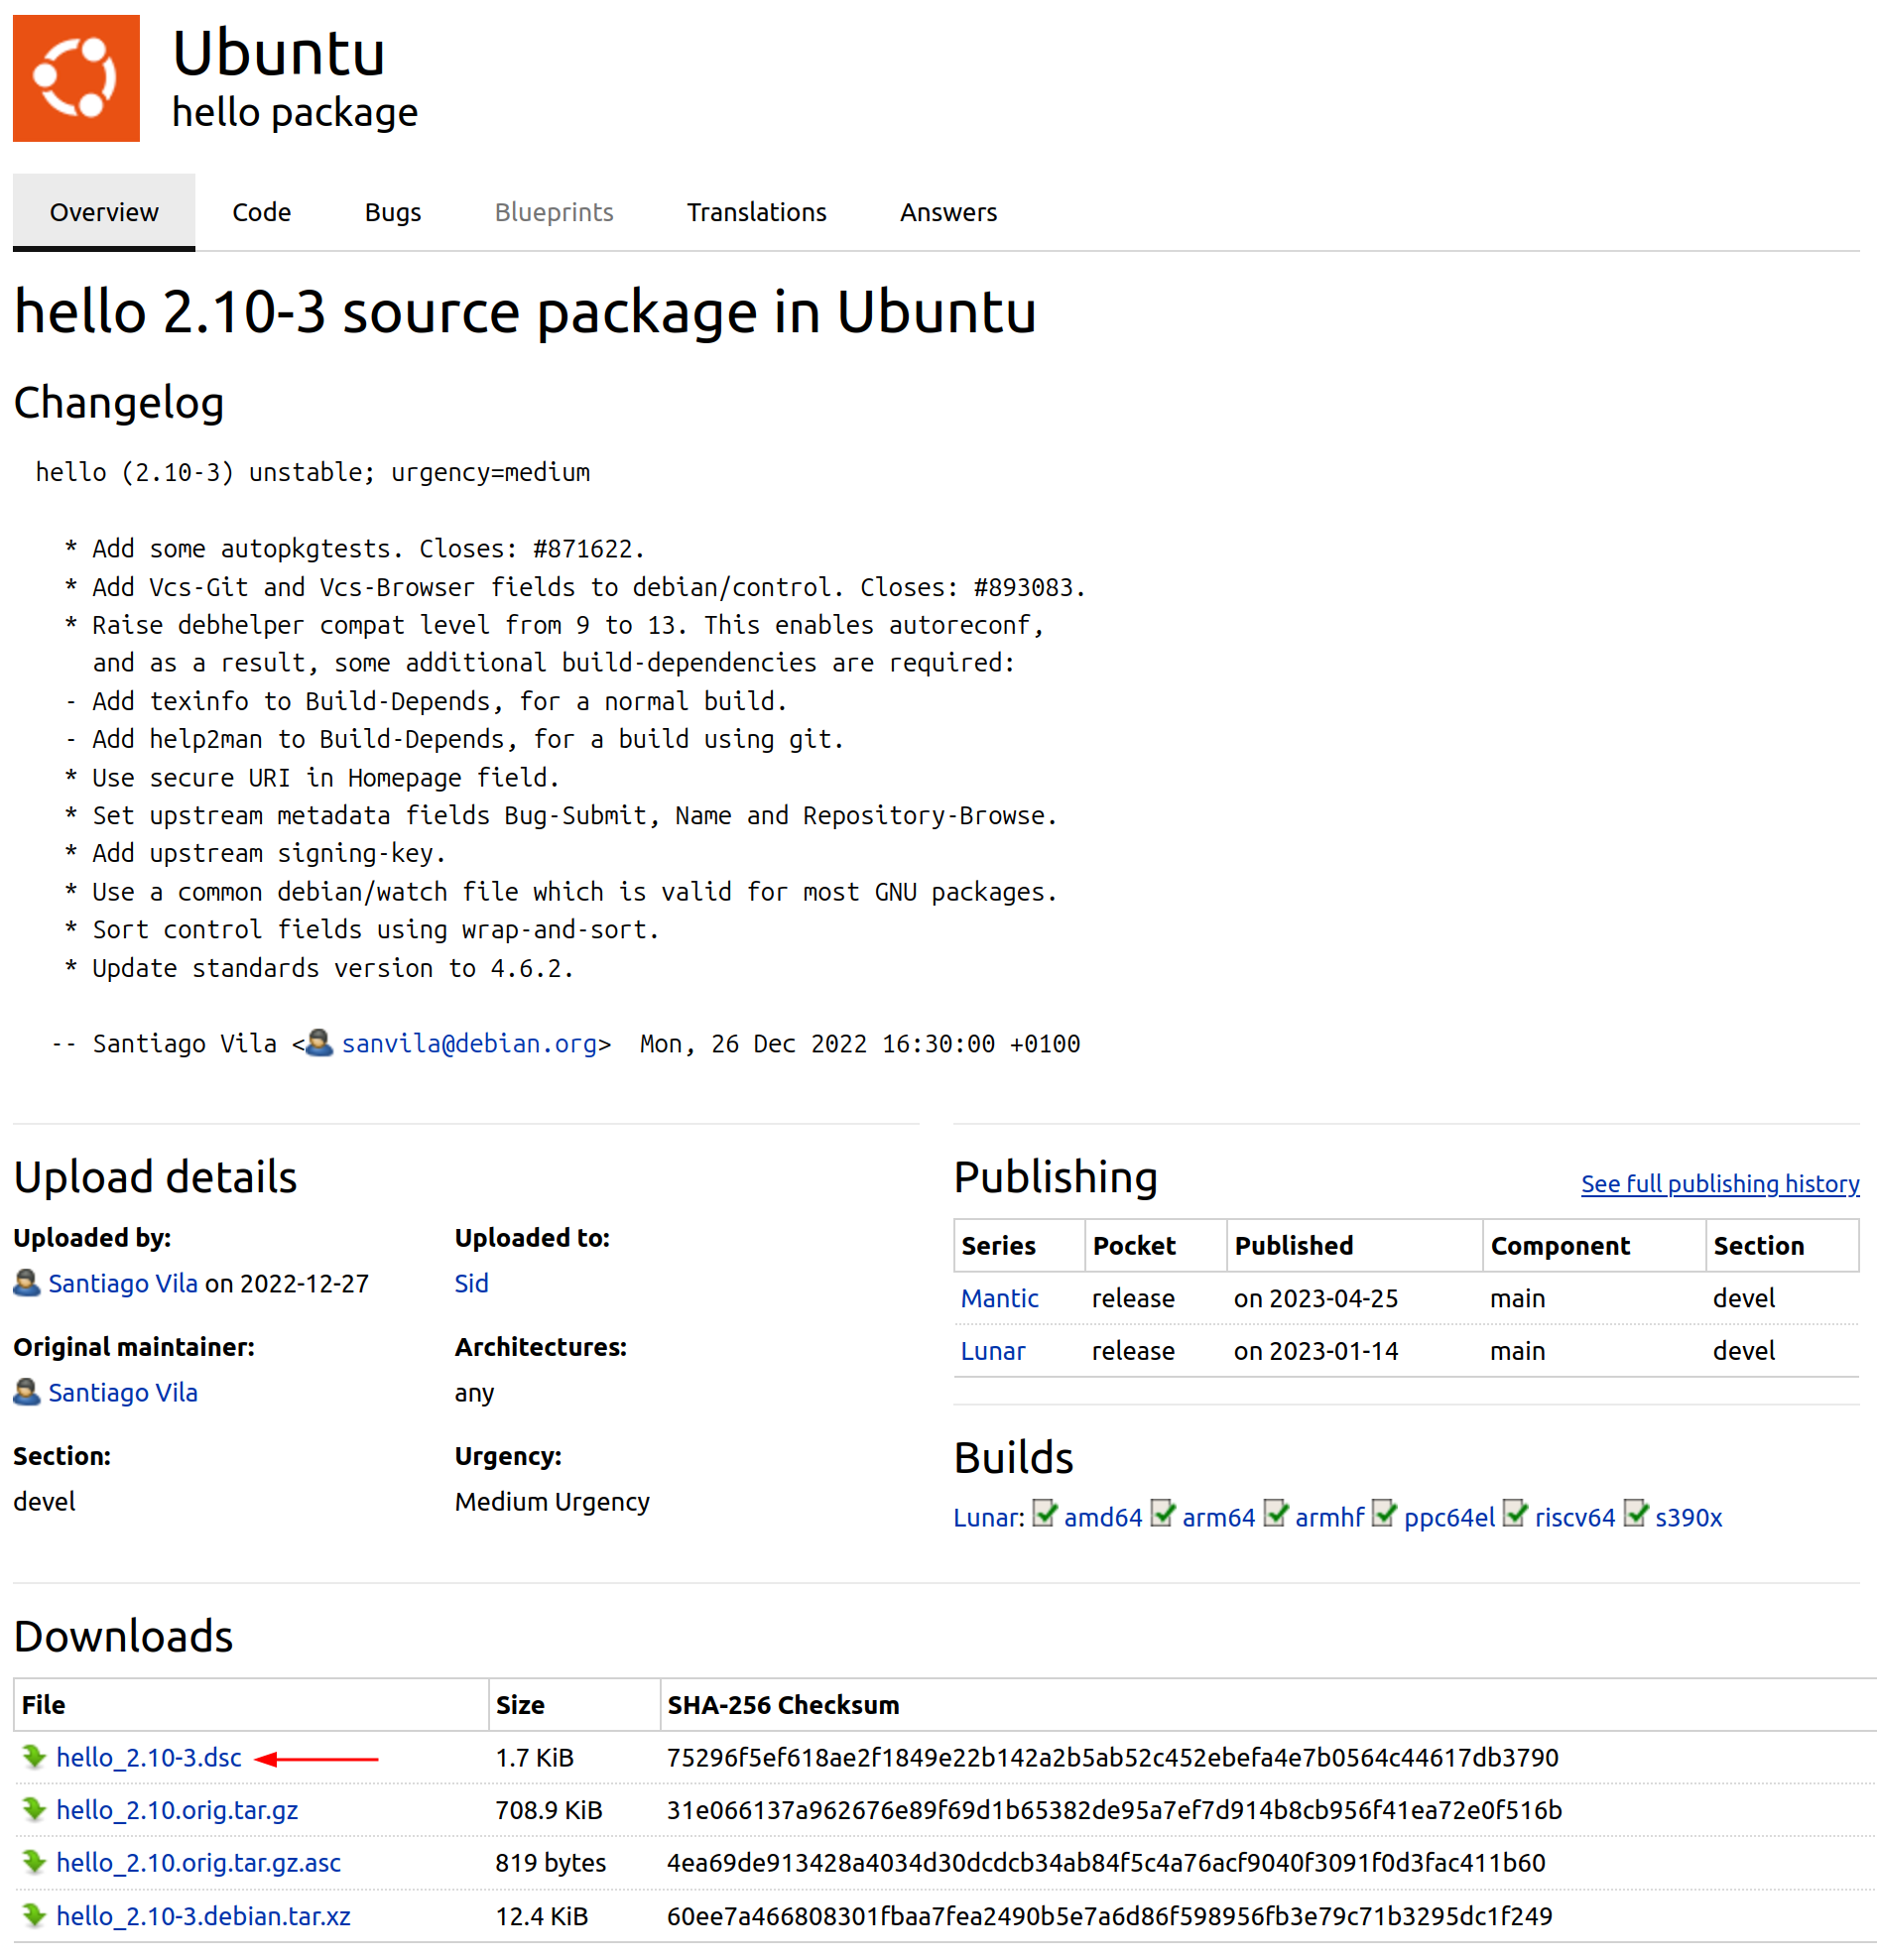 Ubuntu
hello package
Overview Code Bugs Blueprints Translations Answers
hello 2.10-3 source package in Ubuntu
Changelog
hello (2.10-3) unstable; urgency=medium
* Add some autopkgtests. Closes: #871622.
* Add Vcs-Git and Vcs-Browser fields to debian/control. Closes: #893083.
* Raise debhelper compat level from 9 to 13. This enables autoreconf,
and as a result, some additional build-dependencies are required:
- Add texinfo to Build-Depends, for a normal build.
- Add help2man to Build-Depends, for a build using git.
* Use secure URI in Homepage field.
* Set upstream metadata fields Bug-Submit, Name and Repository-Browse.
* Add upstream signing-key.
* Use a common debian/watch file which is valid for most GNU packages.
* Sort control fields using wrap-and-sort.
* Update standards version to 4.6.2.
-- Santiago Vila <sanvila@debian.org> Mon, 26 Dec 2022 16:30:00 +0100
Upload details
Uploaded by: Uploaded to:
Santiago Vila on 2022-12-27 Sid
Original maintainer: Architectures:
Santiago Vila any
Section: Urgency:
devel Medium Urgency
Publishing See full publishing history
Series Pocket Published Component Section
Mantic release on 2023-04-25 main devel
Lunar release on 2023-01-14 main devel
Builds
Lunar: amd64 arm64 armhf ppc64el riscv64 s390x
Downloads
File Size SHA-256 Checksum
hello_2.10-3.dsc 1.7 KiB 75296f5ef618ae2f1849e22b142a2b5ab52c452ebefa4e7b0564c44617db3790
hello_2.10.orig.tar.gz 708.9 KiB 31e066137a962676e89f69d1b65382de95a7ef7d914b8cb956f41ea72e0f516b
hello_2.10.orig.tar.gz.asc 819 bytes 4ea69de913428a4034d30dcdcb34ab84f5c4a76acf9040f3091f0d3fac411b60
hello_2.10-3.debian.tar.xz 12.4 KiB 60ee7a466808301fbaa7fea2490b5e7a6d86f598956fb3e79c71b3295dc1f249